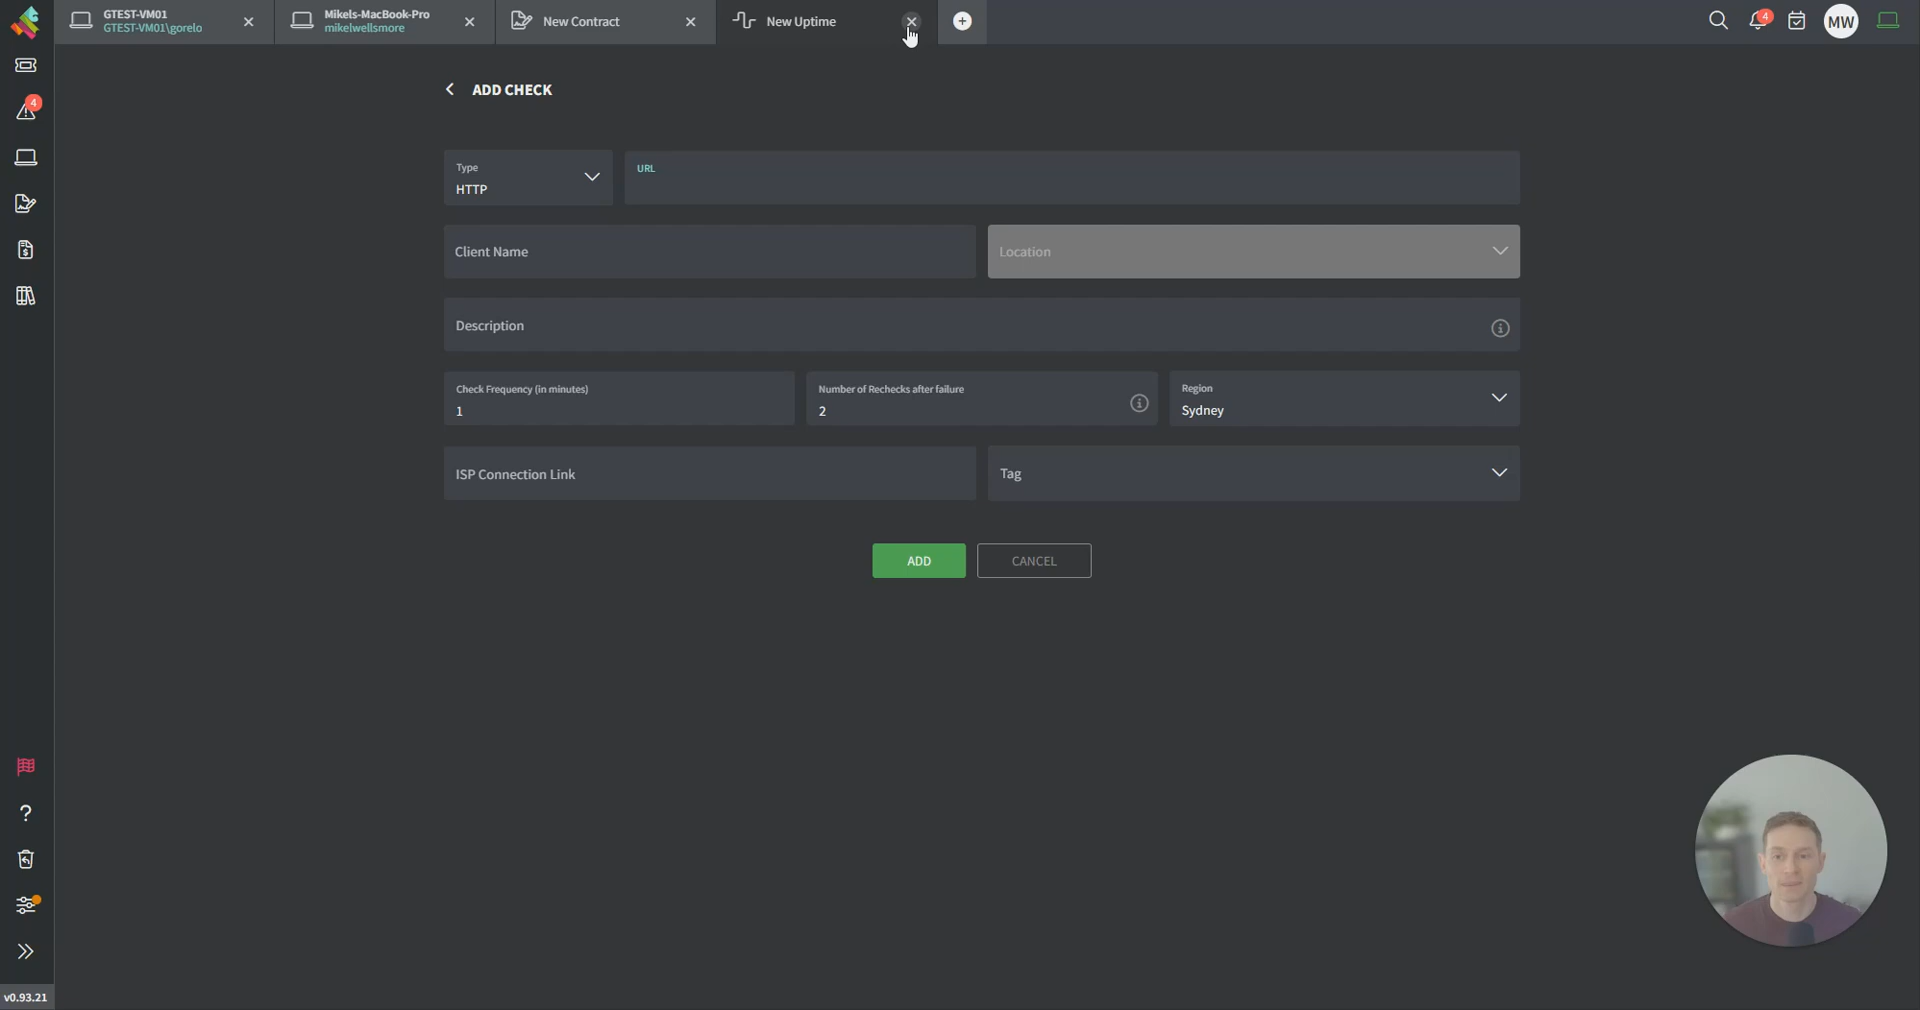 GTEST-VM01
GTEST-VM01\gorelo
Mikels-MacBook-Pro
mikelwellsmore
New Contract
New Uptime
4
MW
4
ADD CHECK
Type
HTTP
URL
Client Name
Location
Description
Check Frequency (in minutes)
1
Number of Rechecks after failure
2
Region
Sydney
ISP Connection Link
Tag
ADD
CANCEL
v0.93.21